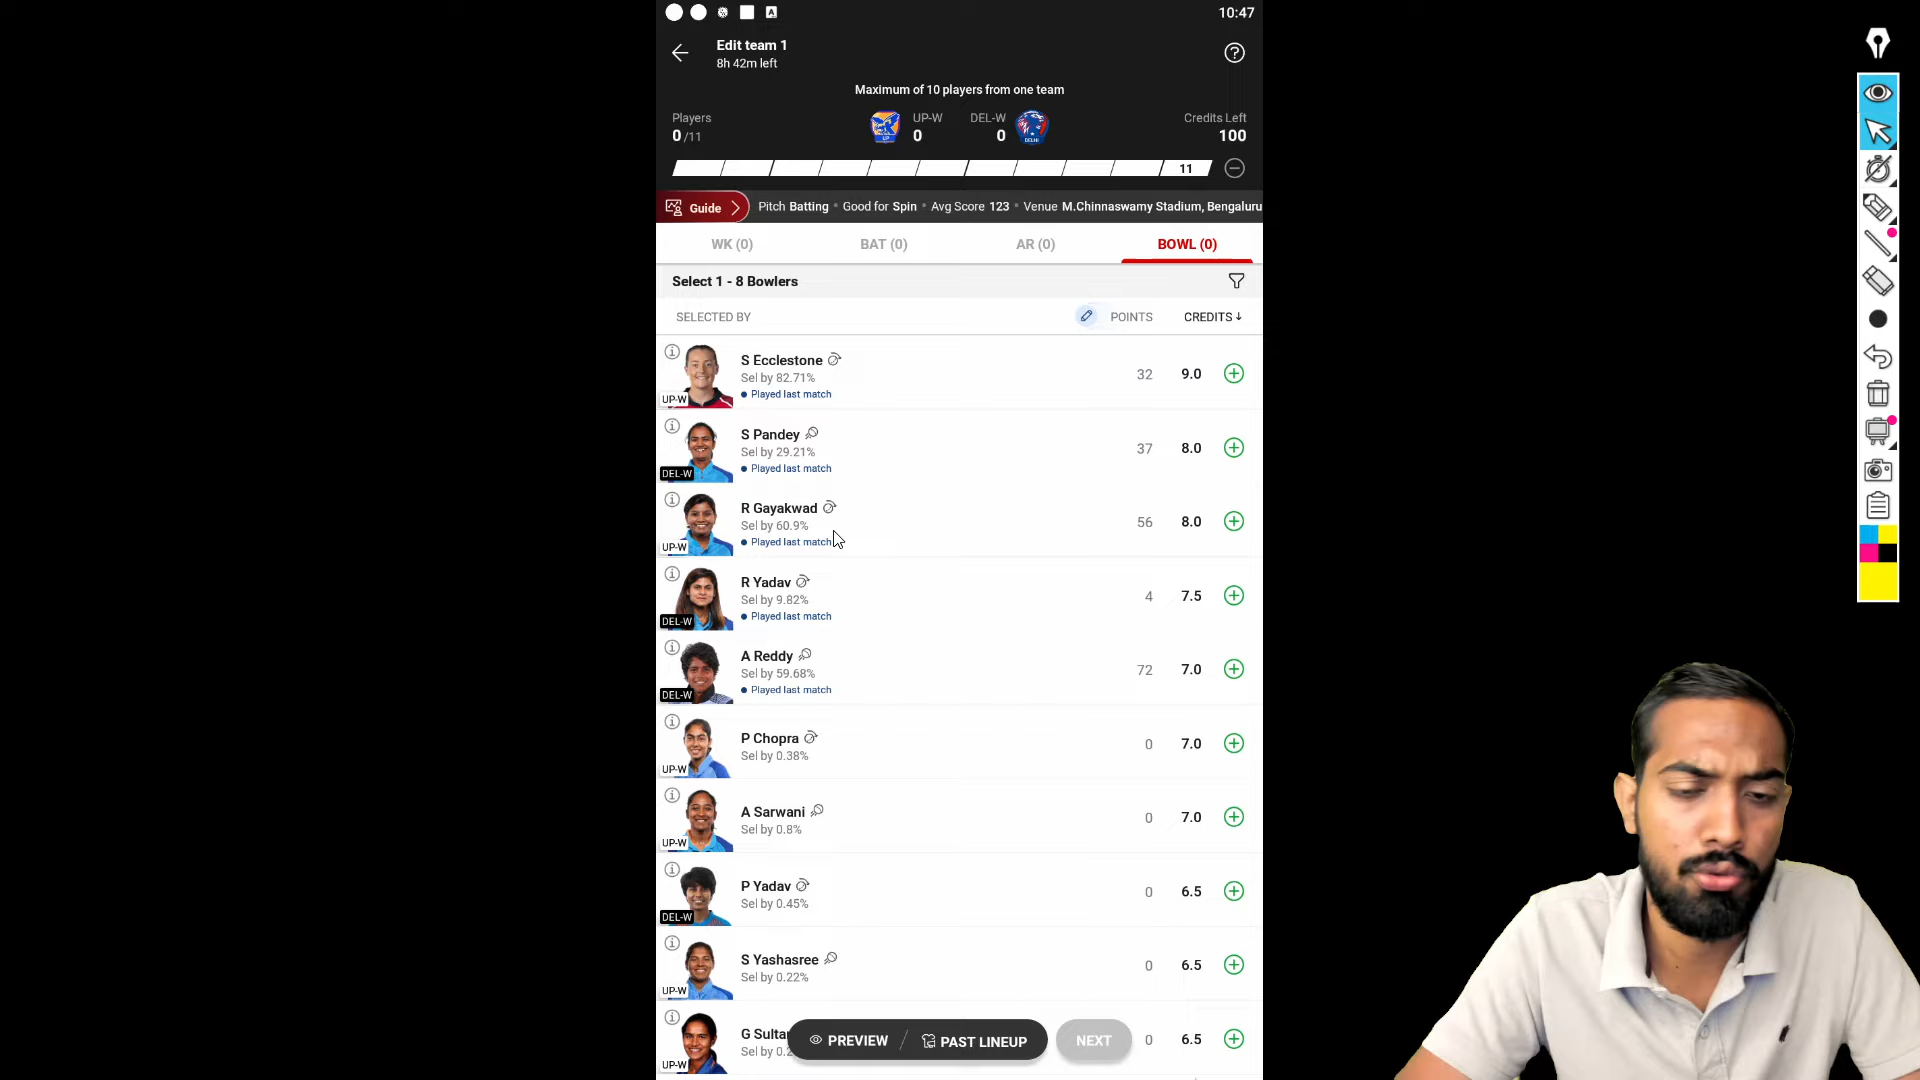 10:47
Edit team 1
8h 42m left
Maximum of 10 players from one team
Players
0 /11
UP-W
0
DEL-W
0
Credits Left
100
11
Guide
Pitch Batting • Good for Spin • Avg Score 123 • Venue M.Chinnaswamy Stadium, Bengaluru
WK (0) BAT (0) AR (0) BOWL (0)
Select 1 - 8 Bowlers
SELECTED BY POINTS CREDITS↓
S Ecclestone
Sel by 82.71%
Played last match
UP-W
32 9.0
S Pandey
Sel by 29.21%
Played last match
DEL-W
37 8.0
R Gayakwad
Sel by 60.9%
Played last match
UP-W
56 8.0
R Yadav
Sel by 9.82%
Played last match
DEL-W
4 7.5
A Reddy
Sel by 59.68%
Played last match
DEL-W
72 7.0
P Chopra
Sel by 0.38%
UP-W
0 7.0
A Sarwani
Sel by 0.8%
UP-W
0 7.0
P Yadav
Sel by 0.45%
DEL-W
0 6.5
S Yashasree
Sel by 0.22%
UP-W
0 6.5
G
Sel by
UP-W
0 6.5
PREVIEW / PAST LINEUP
NEXT